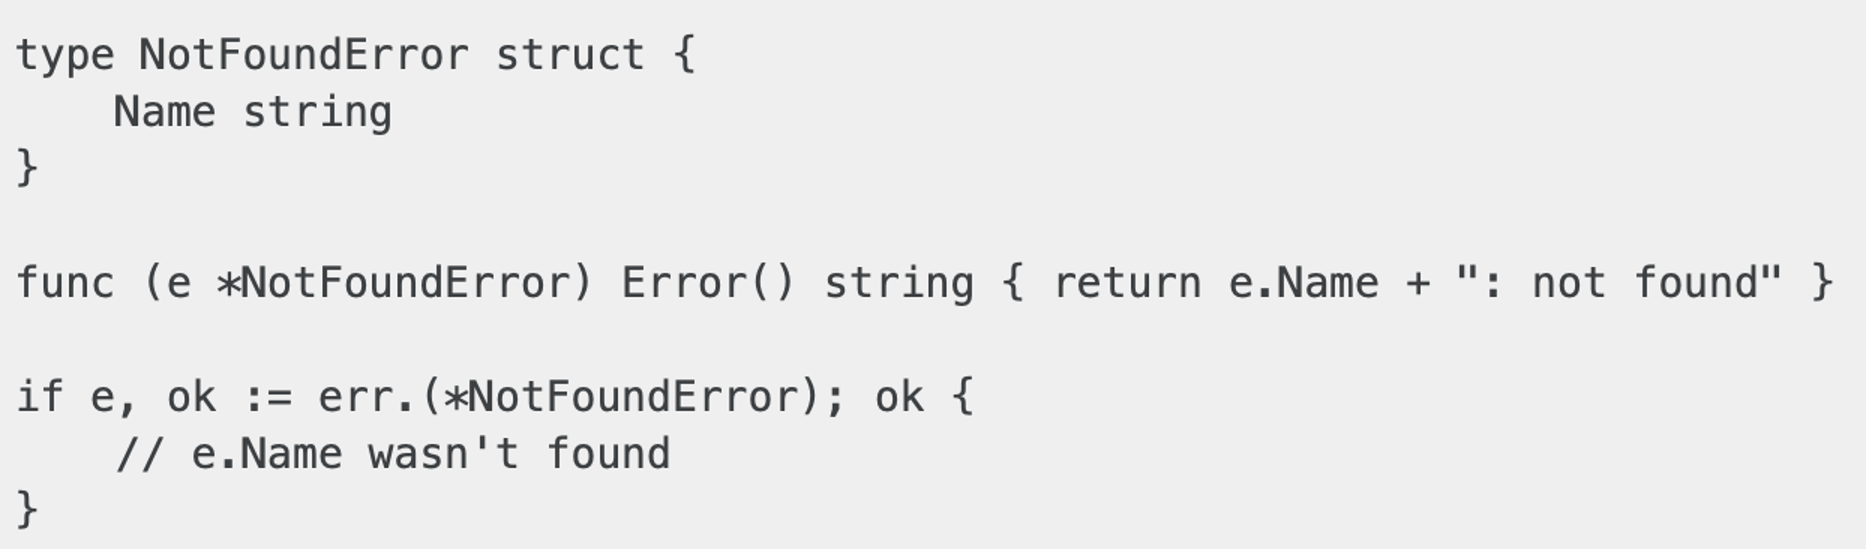 type NotFoundError struct {
    Name string
}

func (e *NotFoundError) Error() string { return e.Name + ": not found" }

if e, ok := err.(*NotFoundError); ok {
    // e.Name wasn't found
}